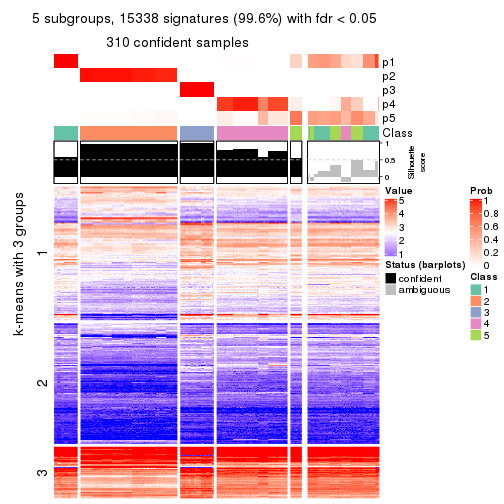 5 subgroups, 15338 signatures (99.6%) with fdr < 0.05
310 confident samples
p1
p2
p3
p4
p5
Class
1
0.5
0
Silhouette
score
k-means with 3 groups
1
2
3
Value
5
4
3
2
1
Status (barplots)
confident
ambiguous
Prob
1
0.8
0.6
0.4
0.2
0
Class
1
2
3
4
5